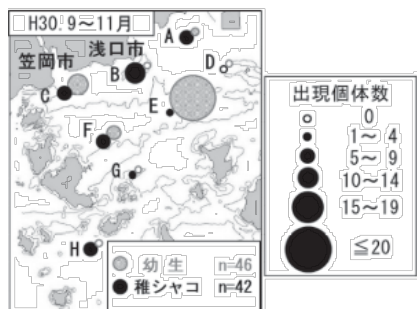 H30.9～11月
浅口市
笠岡市
A
B
C
D
E
F
G
H
幼生 n=46
稚シャコ n=42
出現個体数
0
1～ 4
5～ 9
10～14
15～19
≦20